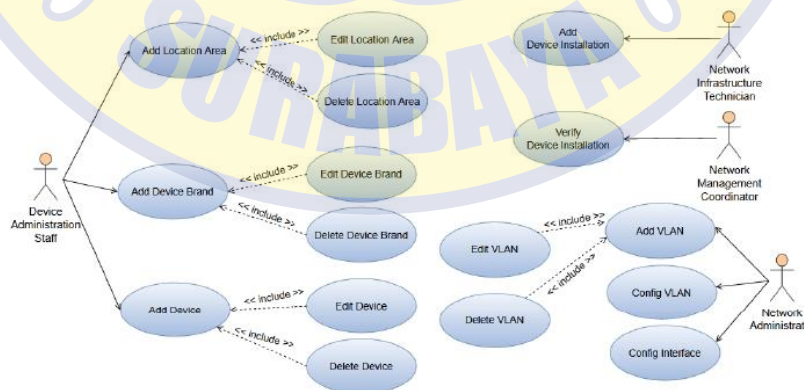 Add Location Area
<< include >>
Edit Location Area
<< include >>
Delete Location Area
Add
Device Installation
Network
Infrastructure
Technician
SURABAYA
Verify
Device Installation
Network
Management
Coordinator
Device
Administration
Staff
Add Device Brand
<< include >>
Edit Device Brand
<< include >>
Delete Device Brand
Edit VLAN
<< include >>
Add VLAN
Delete VLAN
<< include >>
Config VLAN
Config Interface
Network
Administrat
Add Device
<< include >>
Edit Device
<< include >>
Delete Device